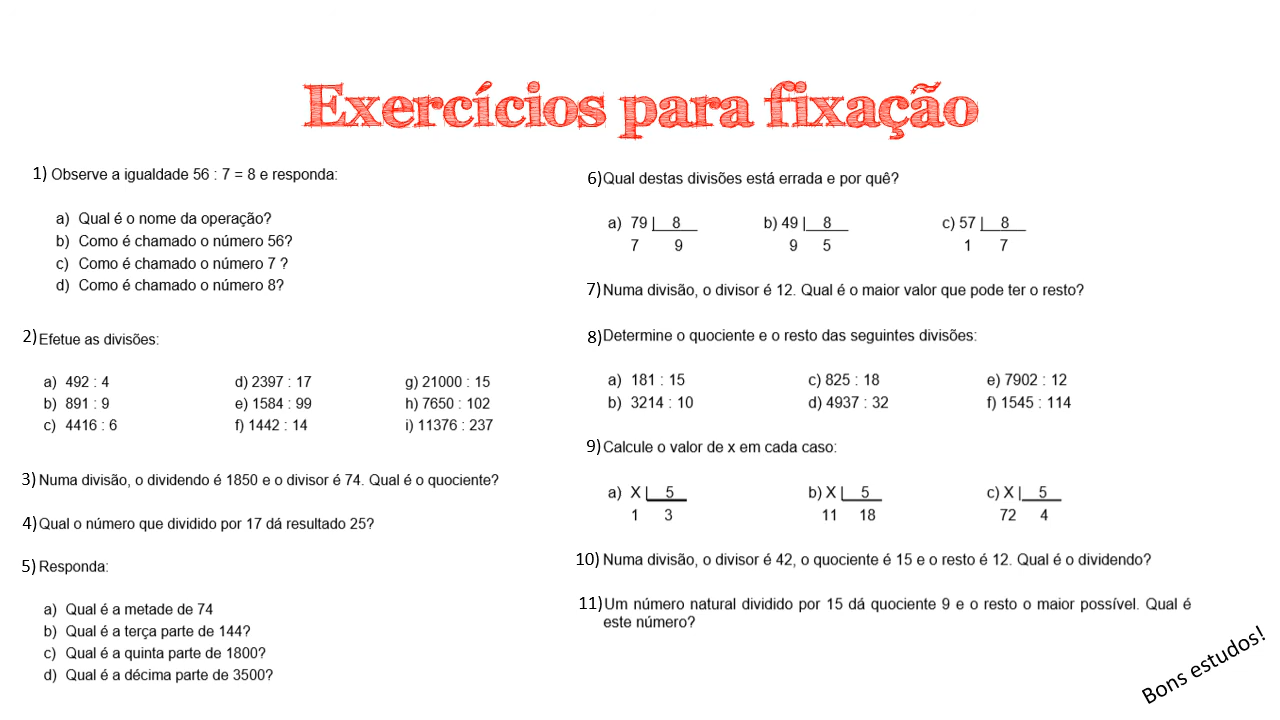 Exercícios para fixação
1) Observe a igualdade 56 : 7 = 8 e responda:
a) Qual é o nome da operação?
b) Como é chamado o número 56?
c) Como é chamado o número 7 ?
d) Como é chamado o número 8?
2) Efetue as divisões:
a) 492 : 4 d) 2397 : 17 g) 21000 : 15
b) 891 : 9 e) 1584 : 99 h) 7650 : 102
c) 4416 : 6 f) 1442 : 14 i) 11376 : 237
3) Numa divisão, o dividendo é 1850 e o divisor é 74. Qual é o quociente?
4) Qual o número que dividido por 17 dá resultado 25?
5) Responda:
a) Qual é a metade de 74
b) Qual é a terça parte de 144?
c) Qual é a quinta parte de 1800?
d) Qual é a décima parte de 3500?
6) Qual destas divisões está errada e por quê?
a) 79 | 8 b) 49 | 8 c) 57 | 8
7 9 9 5 1 7
7) Numa divisão, o divisor é 12. Qual é o maior valor que pode ter o resto?
8) Determine o quociente e o resto das seguintes divisões:
a) 181 : 15 c) 825 : 18 e) 7902 : 12
b) 3214 : 10 d) 4937 : 32 f) 1545 : 114
9) Calcule o valor de x em cada caso:
a) X | 5 b) X | 5 c) X | 5
1 3 11 18 72 4
10) Numa divisão, o divisor é 42, o quociente é 15 e o resto é 12. Qual é o dividendo?
11) Um número natural dividido por 15 dá quociente 9 e o resto o maior possível. Qual é
este número?
Bons estudos!